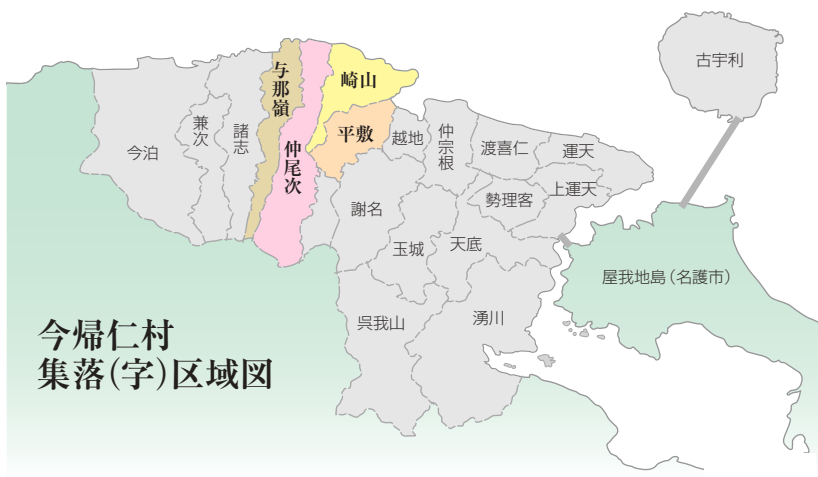 古宇利
与那嶺
崎山
平敷
越地
仲宗根
渡喜仁
運天
兼次
諸志
今泊
仲尾次
勢理客
上運天
謝名
玉城
天底
屋我地島（名護市）
呉我山
湧川
今帰仁村
集落（字）区域図